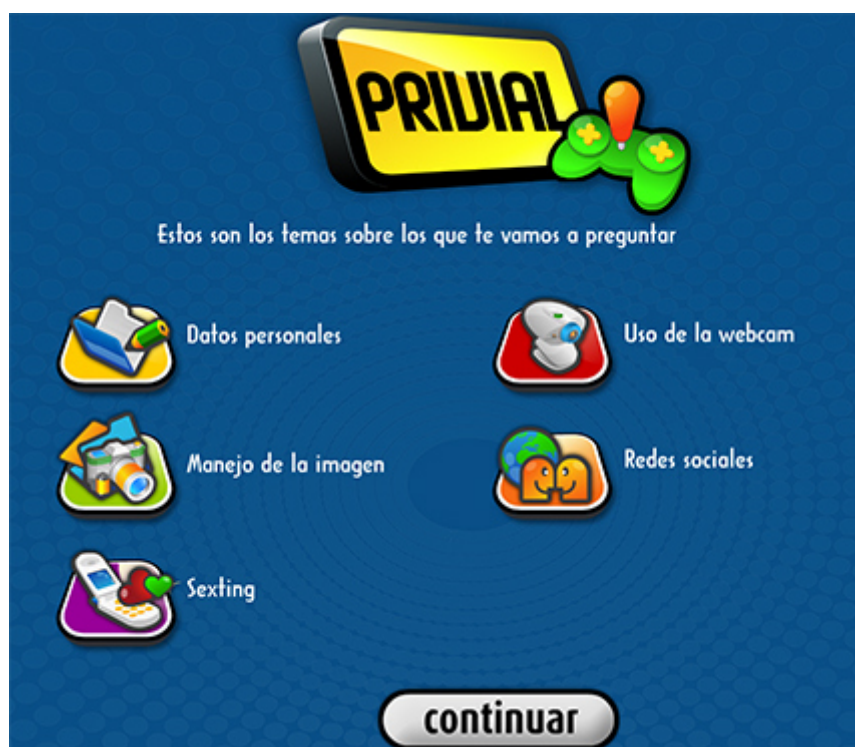 PRIVIAL
Estos son los temas sobre los que te vamos a preguntar
Datos personales
Uso de la webcam
Manejo de la imagen
Redes sociales
Sexting
continuar